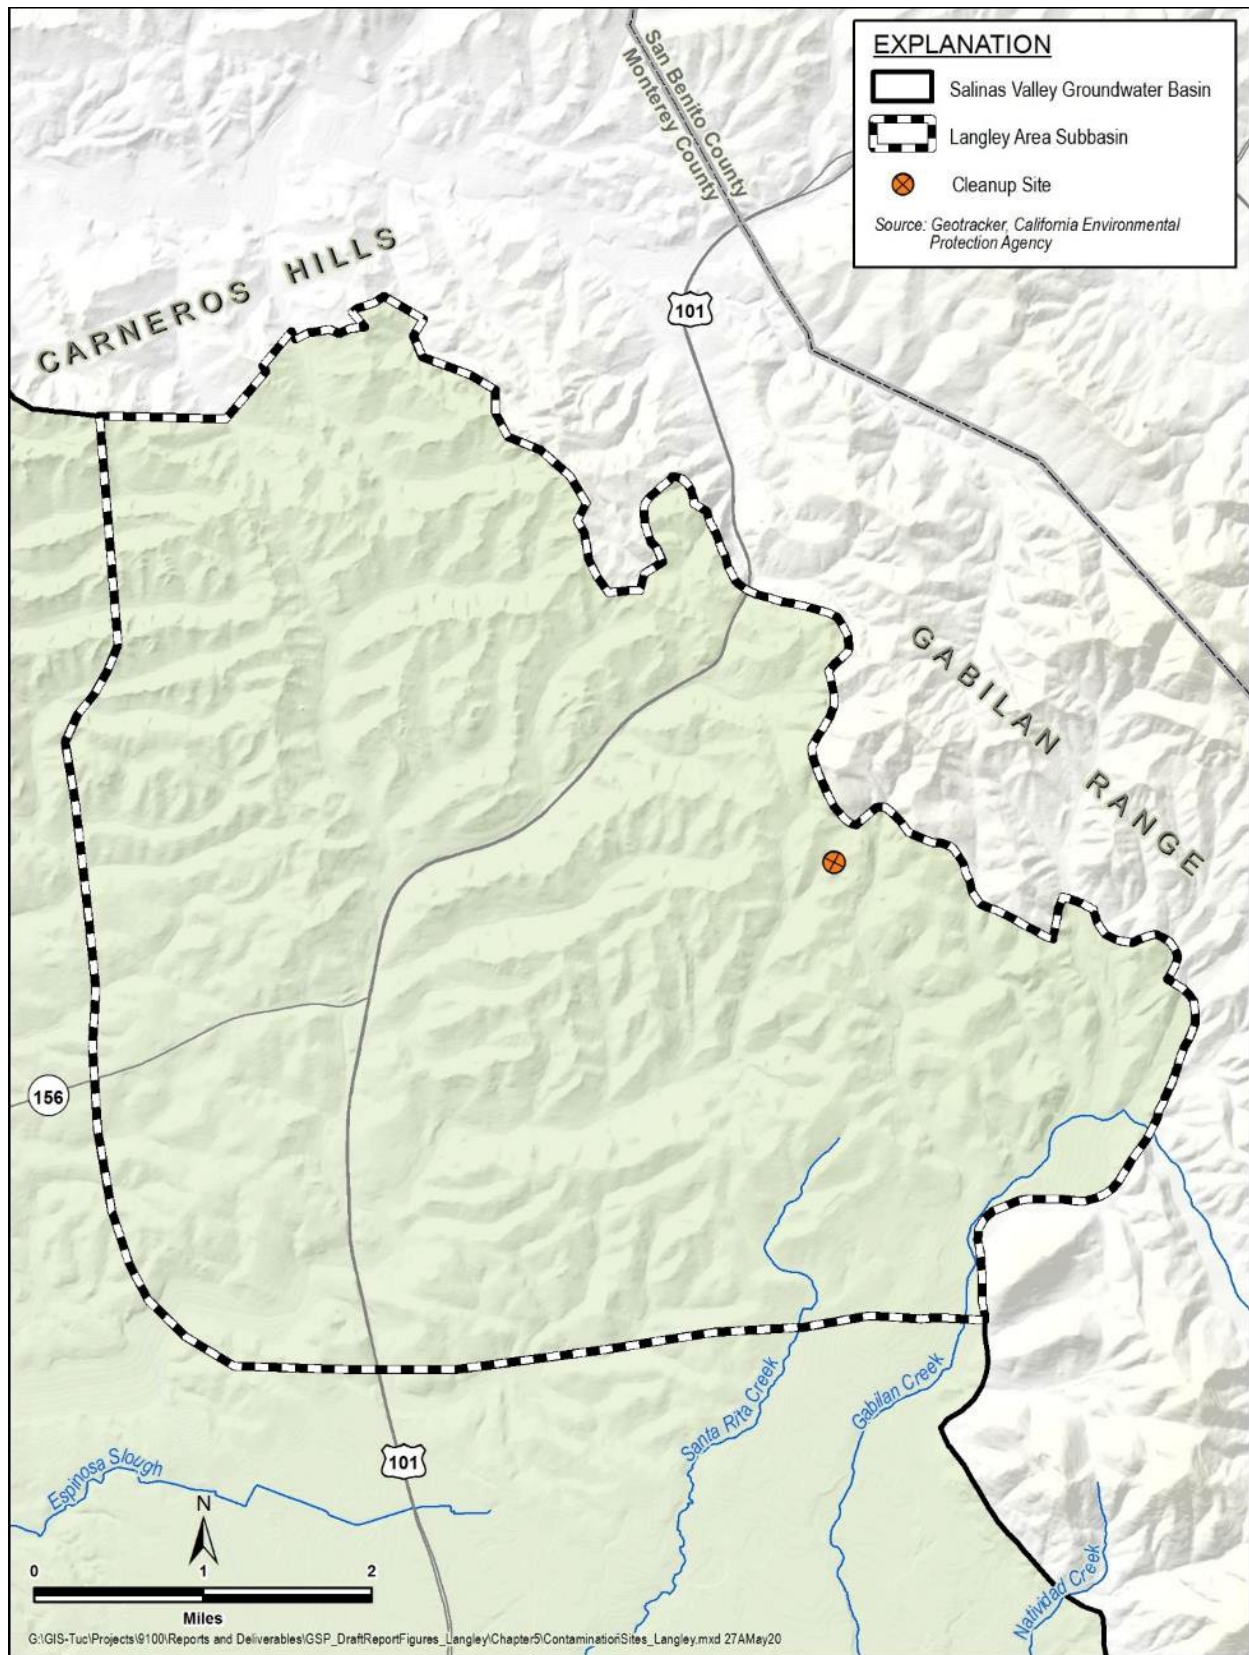 EXPLANATION
Salinas Valley Groundwater Basin
Langley Area Subbasin
Cleanup Site
Source: Geotracker, California Environmental
Protection Agency
San Benito County
Monterey County
101
CARNEROS HILLS
GABILAN RANGE
156
Santa Rita Creek
Gabilan Creek
101
Espinosa Slough
Natividad Creek
N
0 1 2
Miles
G:\GIS-Tuc\Projects\9100\Reports and Deliverables\GSP_DraftReportFigures_Langley\Chapter5\ContaminationSites_Langley.mxd 27AMay20